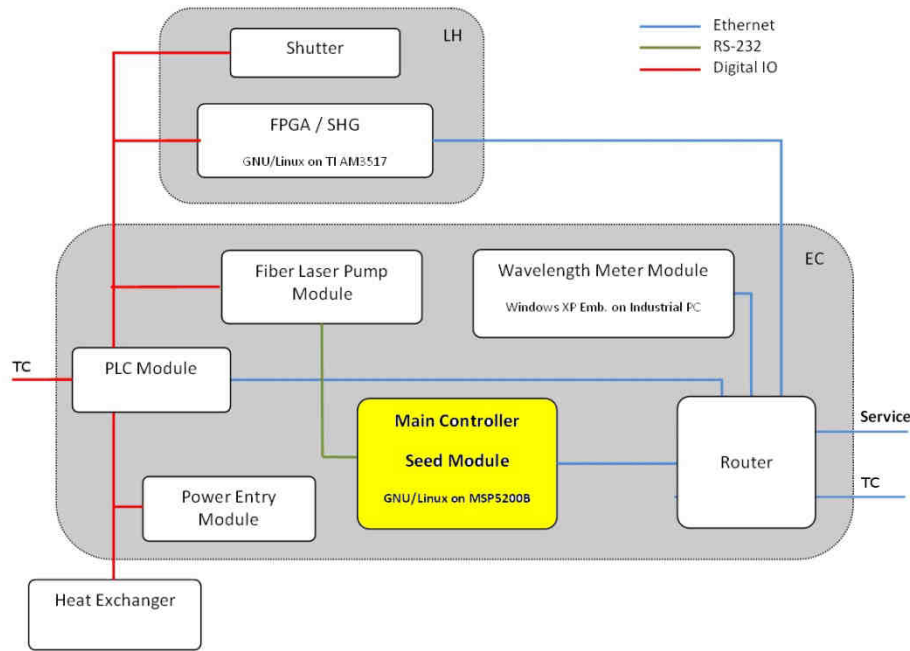 LH
Shutter
FPGA / SHG
GNU/Linux on TI AM3517
Ethernet
RS-232
Digital IO
EC
Fiber Laser Pump
Module
Wavelength Meter Module
Windows XP Emb. on Industrial PC
TC
PLC Module
Main Controller
Seed Module
GNU/Linux on MSP5200B
Router
Service
TC
Power Entry
Module
Heat Exchanger